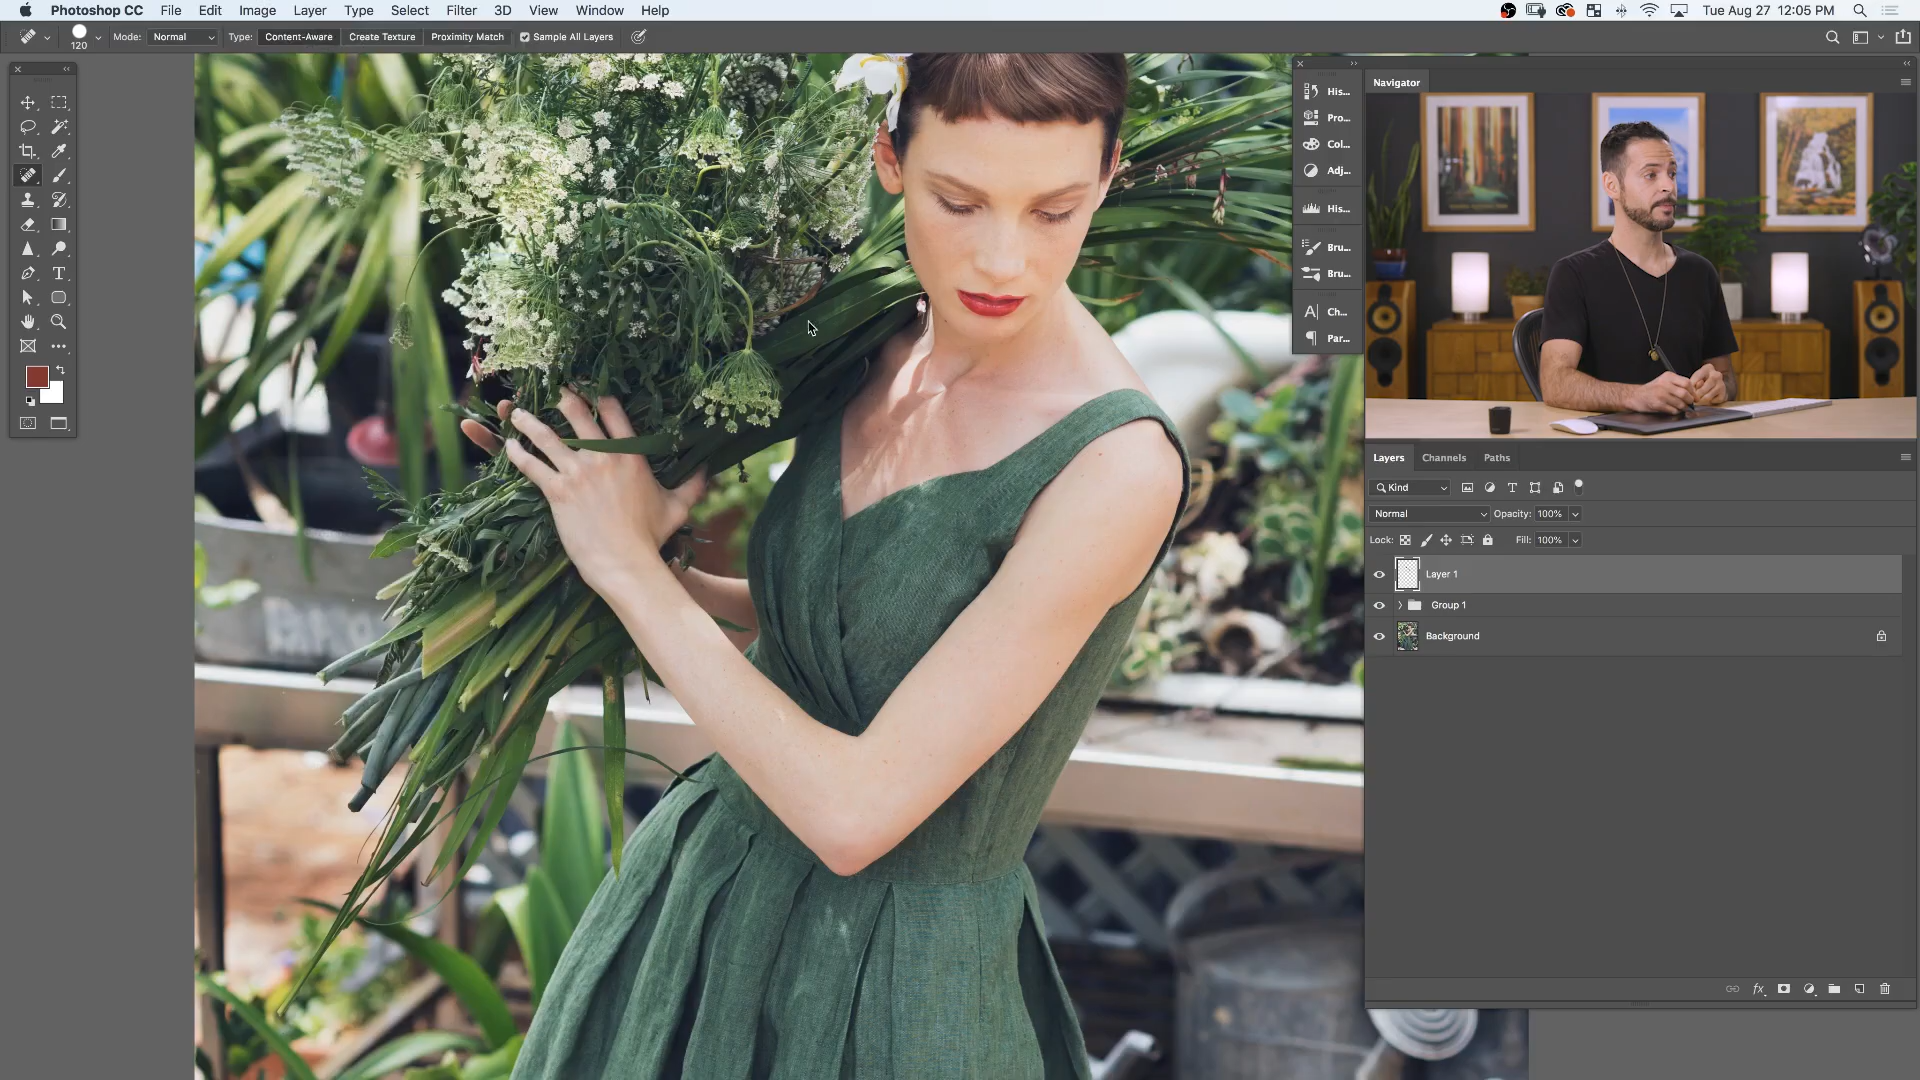 Photoshop CC File Edit Image Layer Type Select Filter 3D View Window Help Tue Aug 27 12:05 PM
120 Mode: Normal Type: Content-Aware Create Texture Proximity Match Sample All Layers
His...
Pro...
Col...
Adj...
His...
Bru...
Bru...
Ch...
Par...
Navigator
Layers Channels Paths
Kind
Normal Opacity: 100%
Lock: Fill: 100%
Layer 1
Group 1
Background
fx